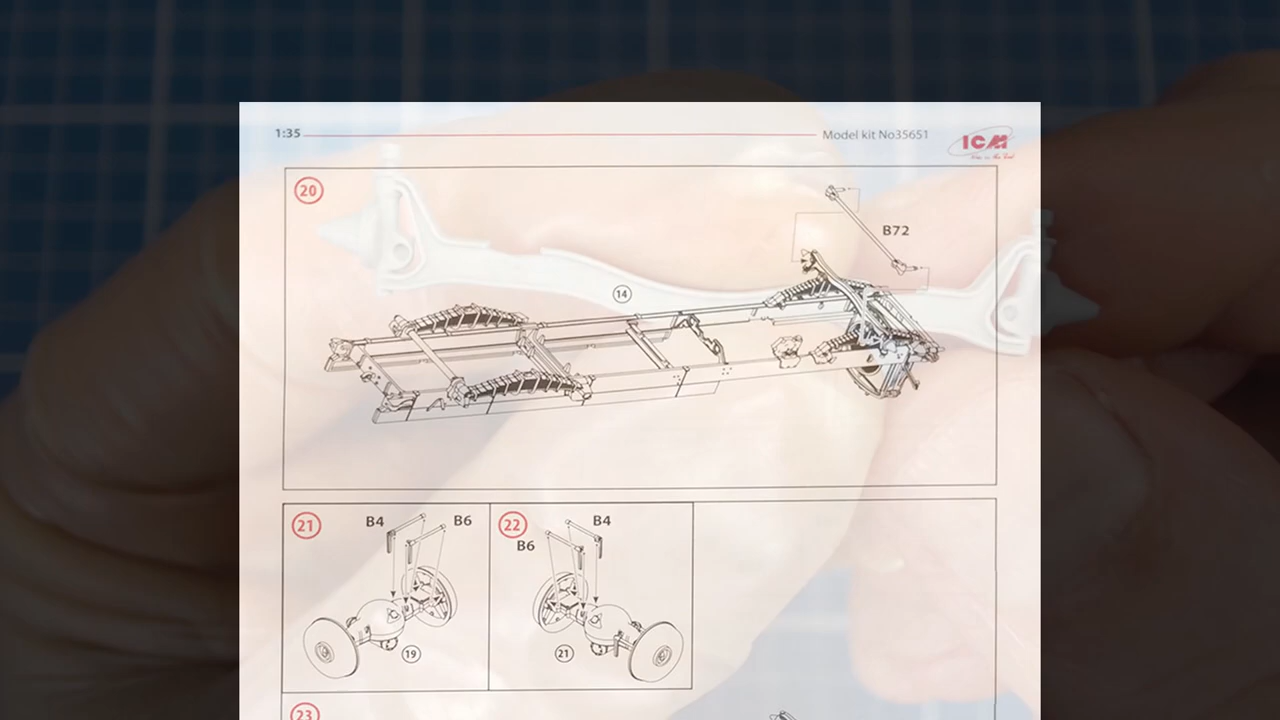 1:35
Model kit No35651
ICM
20
B72
14
21
B4
B6
22
B4
B6
19
21
23